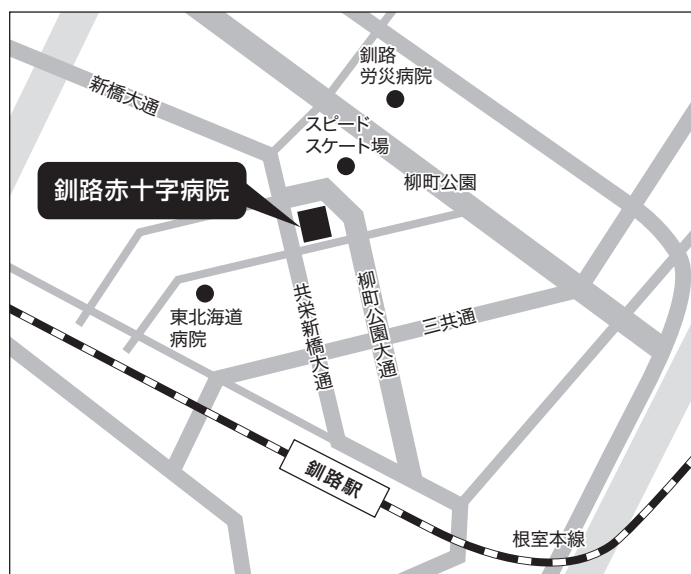 釧路
労災病院
新橋大通
スピード
スケート場
柳町公園
釧路赤十字病院
東北海道
病院
共栄新橋大通
柳町公園大通
三共通
釧路駅
根室本線